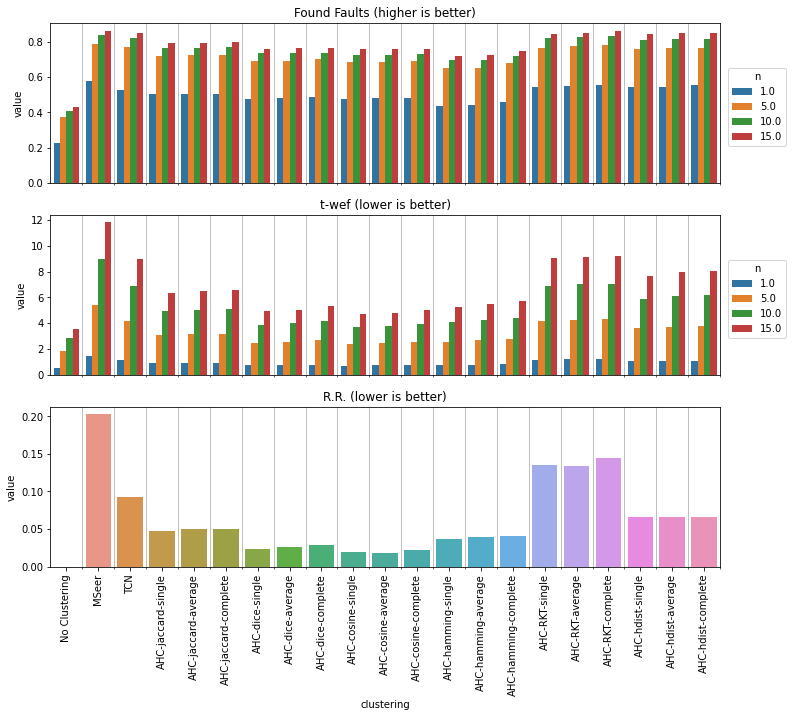 Found Faults (higher is better)
0.8
0.6
0.4
0.2
0.0
value
n
1.0
5.0
10.0
15.0
t-wef (lower is better)
12
10
8
6
4
2
0
value
n
1.0
5.0
10.0
15.0
R.R. (lower is better)
0.20
0.15
0.10
0.05
0.00
value
No Clustering
MSeer
TCN
AHC-jaccard-single
AHC-jaccard-average
AHC-jaccard-complete
AHC-dice-single
AHC-dice-average
AHC-dice-complete
AHC-cosine-single
AHC-cosine-average
AHC-cosine-complete
AHC-hamming-single
AHC-hamming-average
AHC-hamming-complete
AHC-RKT-single
AHC-RKT-average
AHC-RKT-complete
AHC-hdist-single
AHC-hdist-average
AHC-hdist-complete
clustering